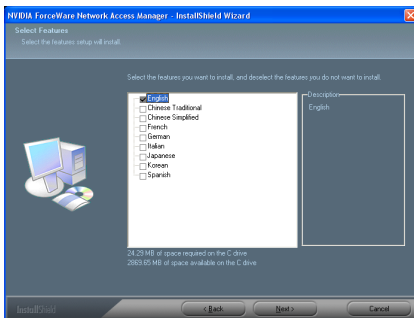 NVIDIA ForceWare Network Access Manager - InstallShield Wizard
Select Features
Select the features setup will install.
Select the features you want to install, and deselect the features you do not want to install.
English
Chinese Traditional
Chinese Simplified
French
German
Italian
Japanese
Korean
Spanish
Description
English
24.29 MB of space required on the C drive
2869.65 MB of space available on the C drive
InstallShield
< Back
Next >
Cancel